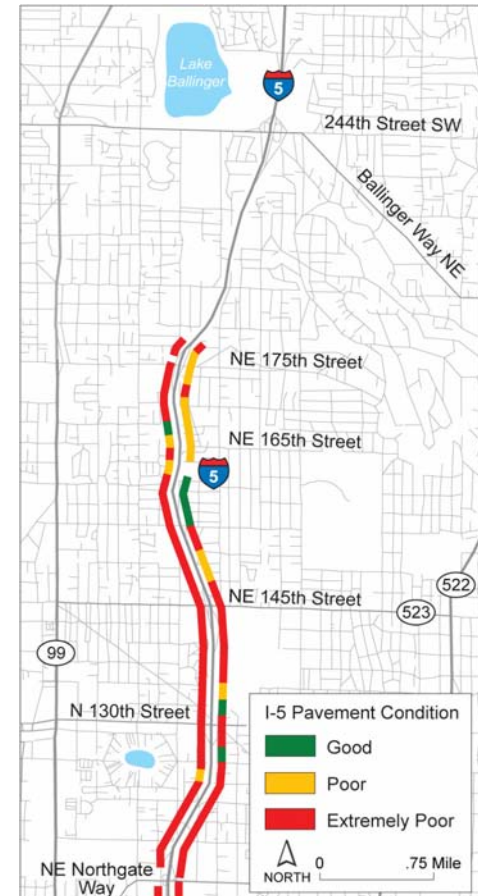 Lake
Ballinger
5
244th Street SW
Ballinger Way NE
NE 175th Street
NE 165th Street
5
NE 145th Street
522
523
99
N 130th Street
I-5 Pavement Condition
Good
Poor
Extremely Poor
NORTH
0 .75 Mile
NE Northgate
Way